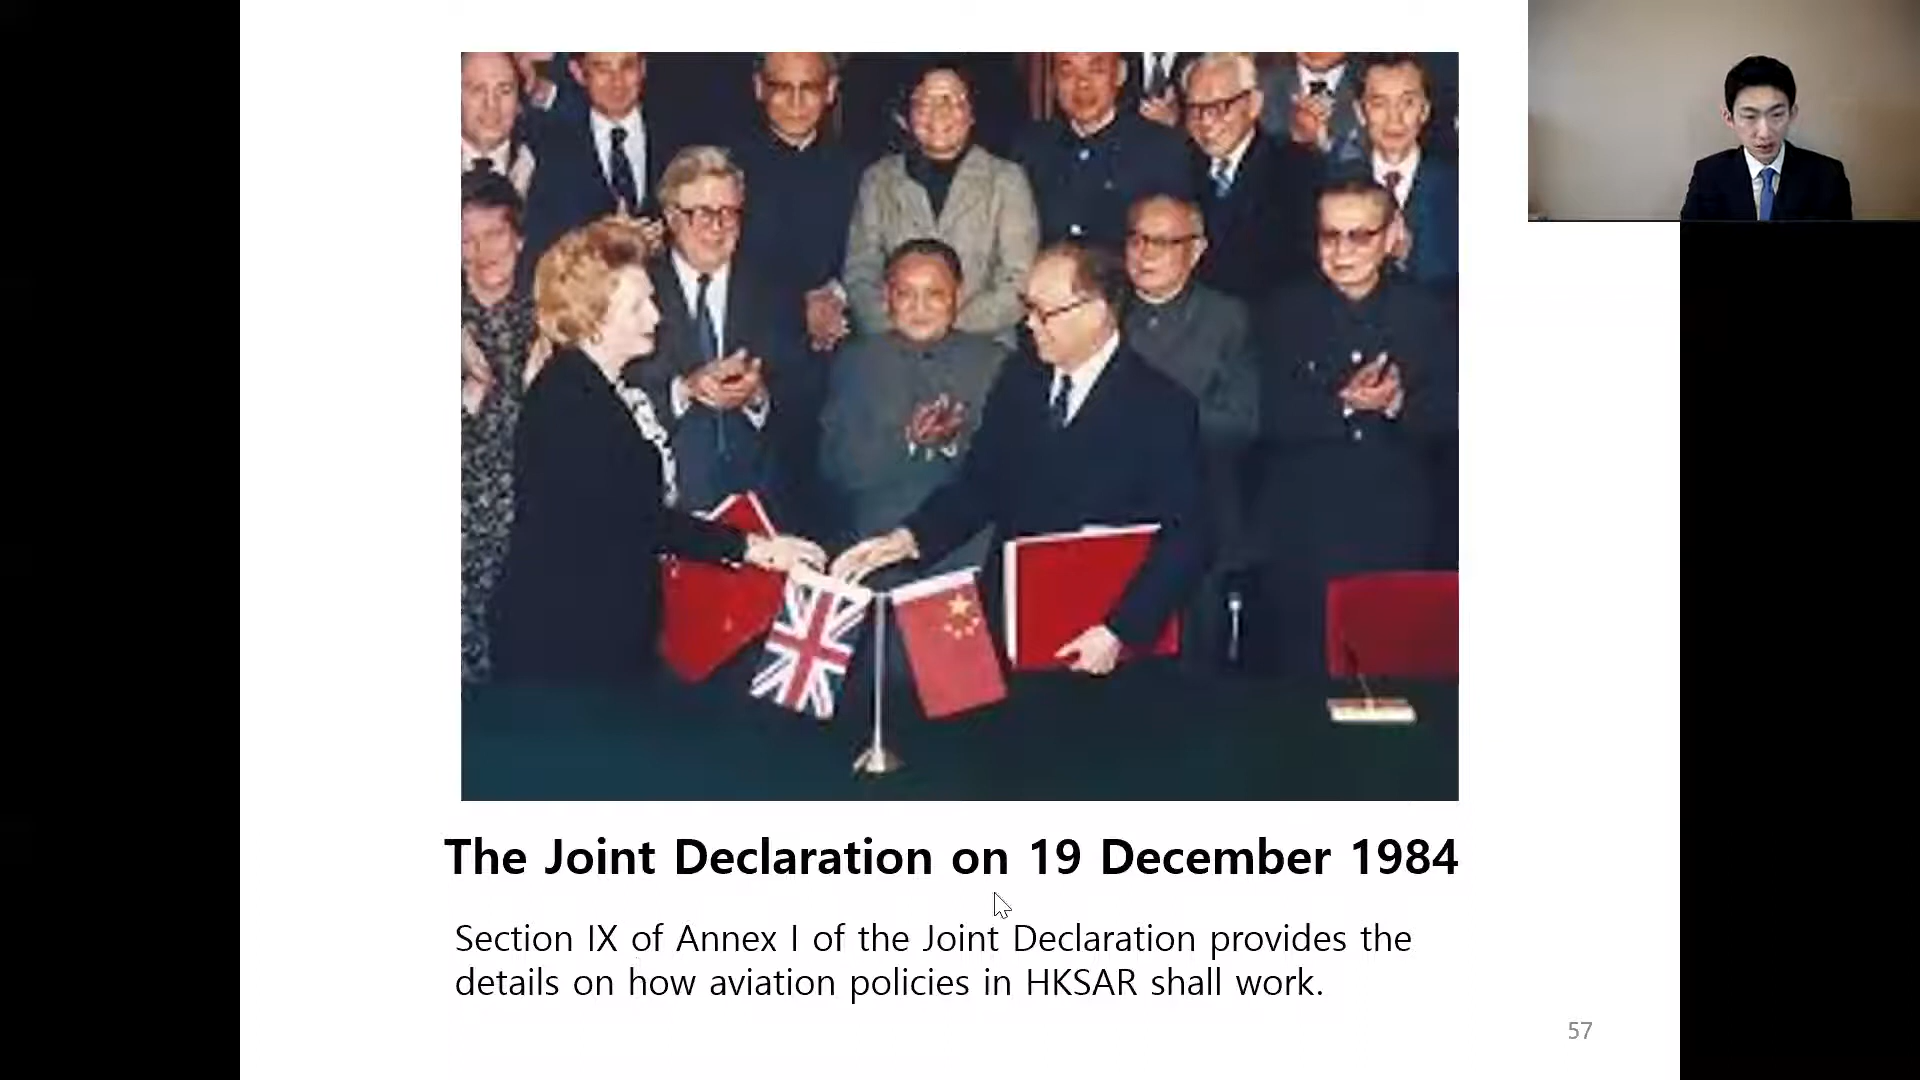 The Joint Declaration on 19 December 1984
Section IX of Annex I of the Joint Declaration provides the
details on how aviation policies in HKSAR shall work.
57